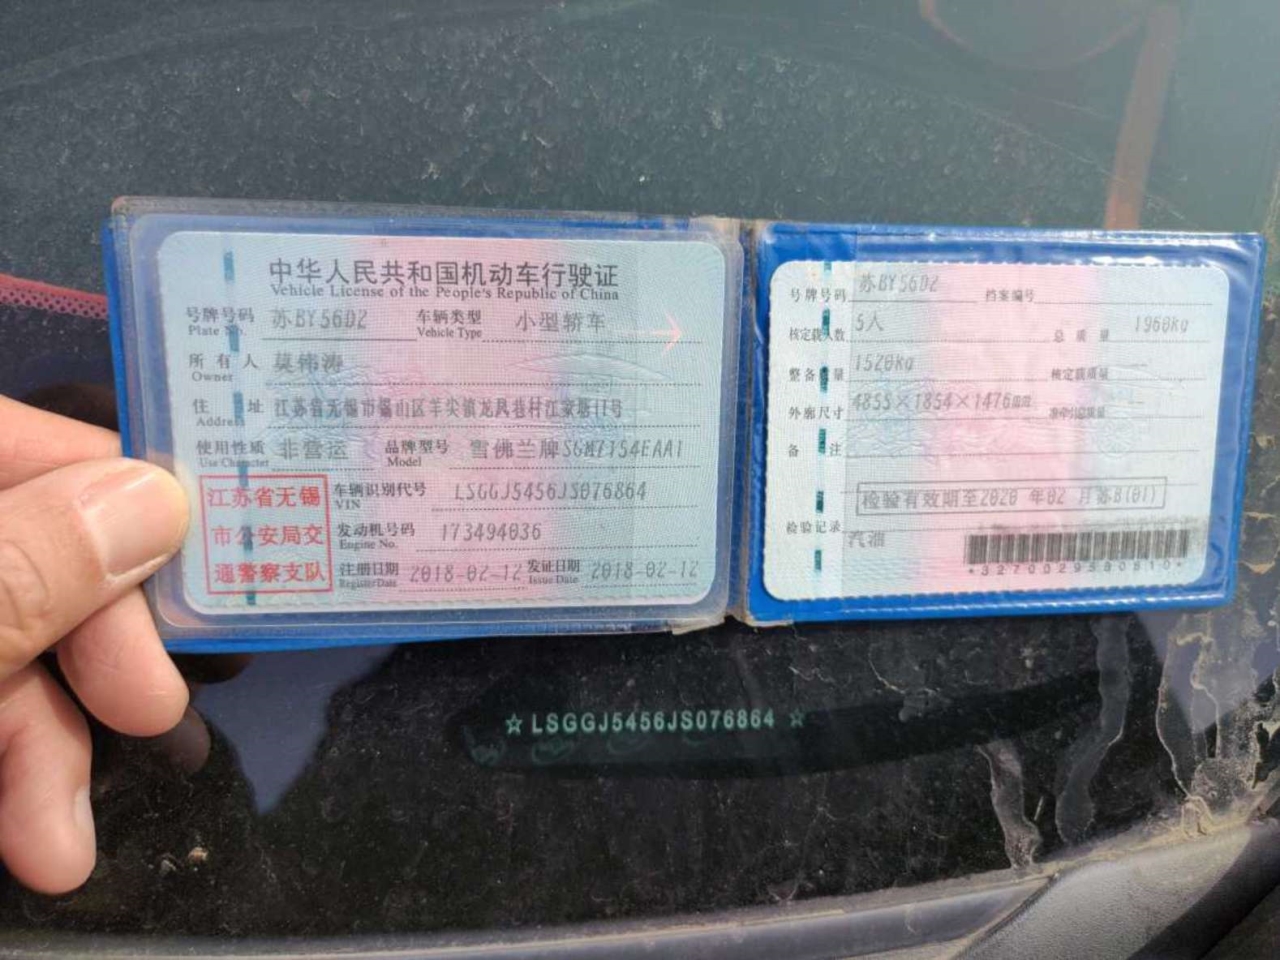 中华人民共和国机动车行驶证
Vehicle License of the People's Republic of China
号牌号码 苏BY56D2 车辆类型 小型轿车
Plate No. Vehicle Type
所有人 莫伟涛
Owner
住址 江苏省无锡市锡山区羊尖镇龙凤巷村江家塔11号
Address
使用性质 非营运 品牌型号 雪佛兰牌SGM7154EAA1
Use Character Model
江苏省无锡
市公安局交
通警察支队
车辆识别代号 LSGGJ5456JS076864
VIN
发动机号码 173494036
Engine No.
注册日期 2018-02-12 发证日期 2018-02-12
Register Date Issue Date
号牌号码 苏BY56D2 档案编号
核定载人数 5人 总质量 1960kg
整备质量 1520kg 核定载质量 --
外廓尺寸 4855×1854×1476mm 准牵引总质量 --
备注
检验有效期至2020年02月苏B(01)
检验记录
汽油
*3270029590810*
☆LSGGJ5456JS076864☆